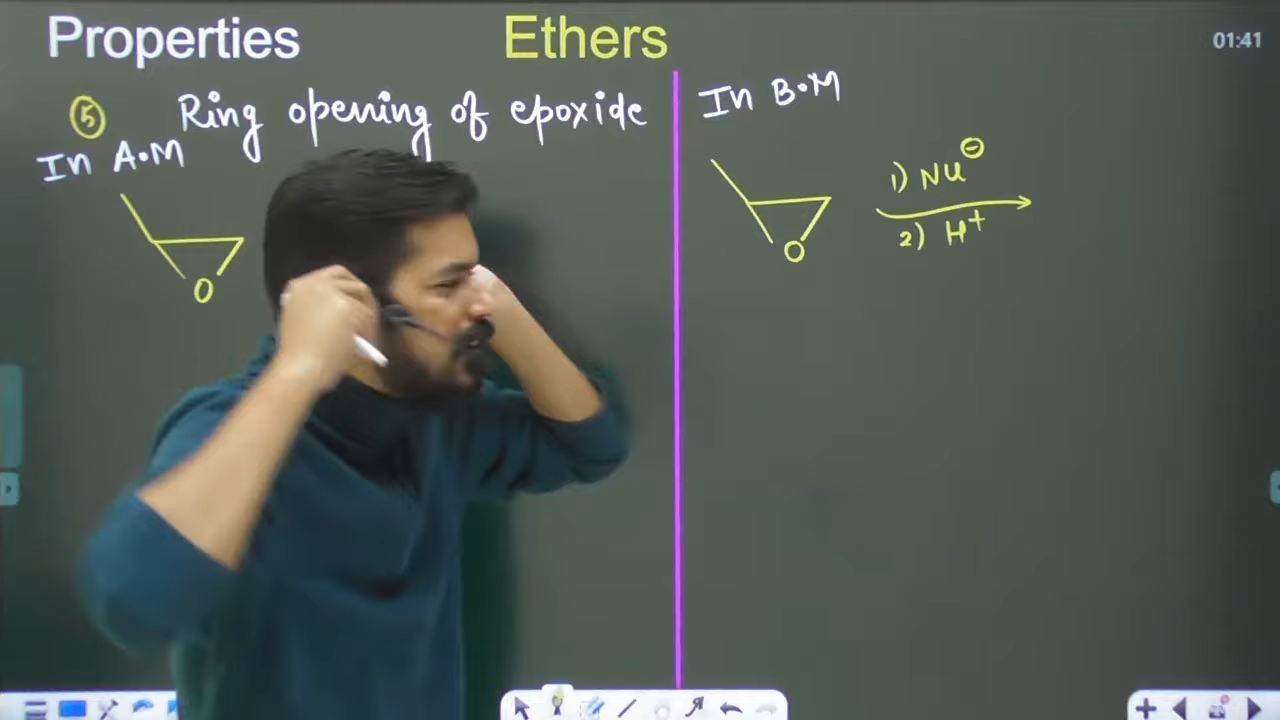 Properties
Ethers
01:41
⑤ Ring opening of epoxide
In A.M
O
In B.M
O
1) Nu⊖
2) H+